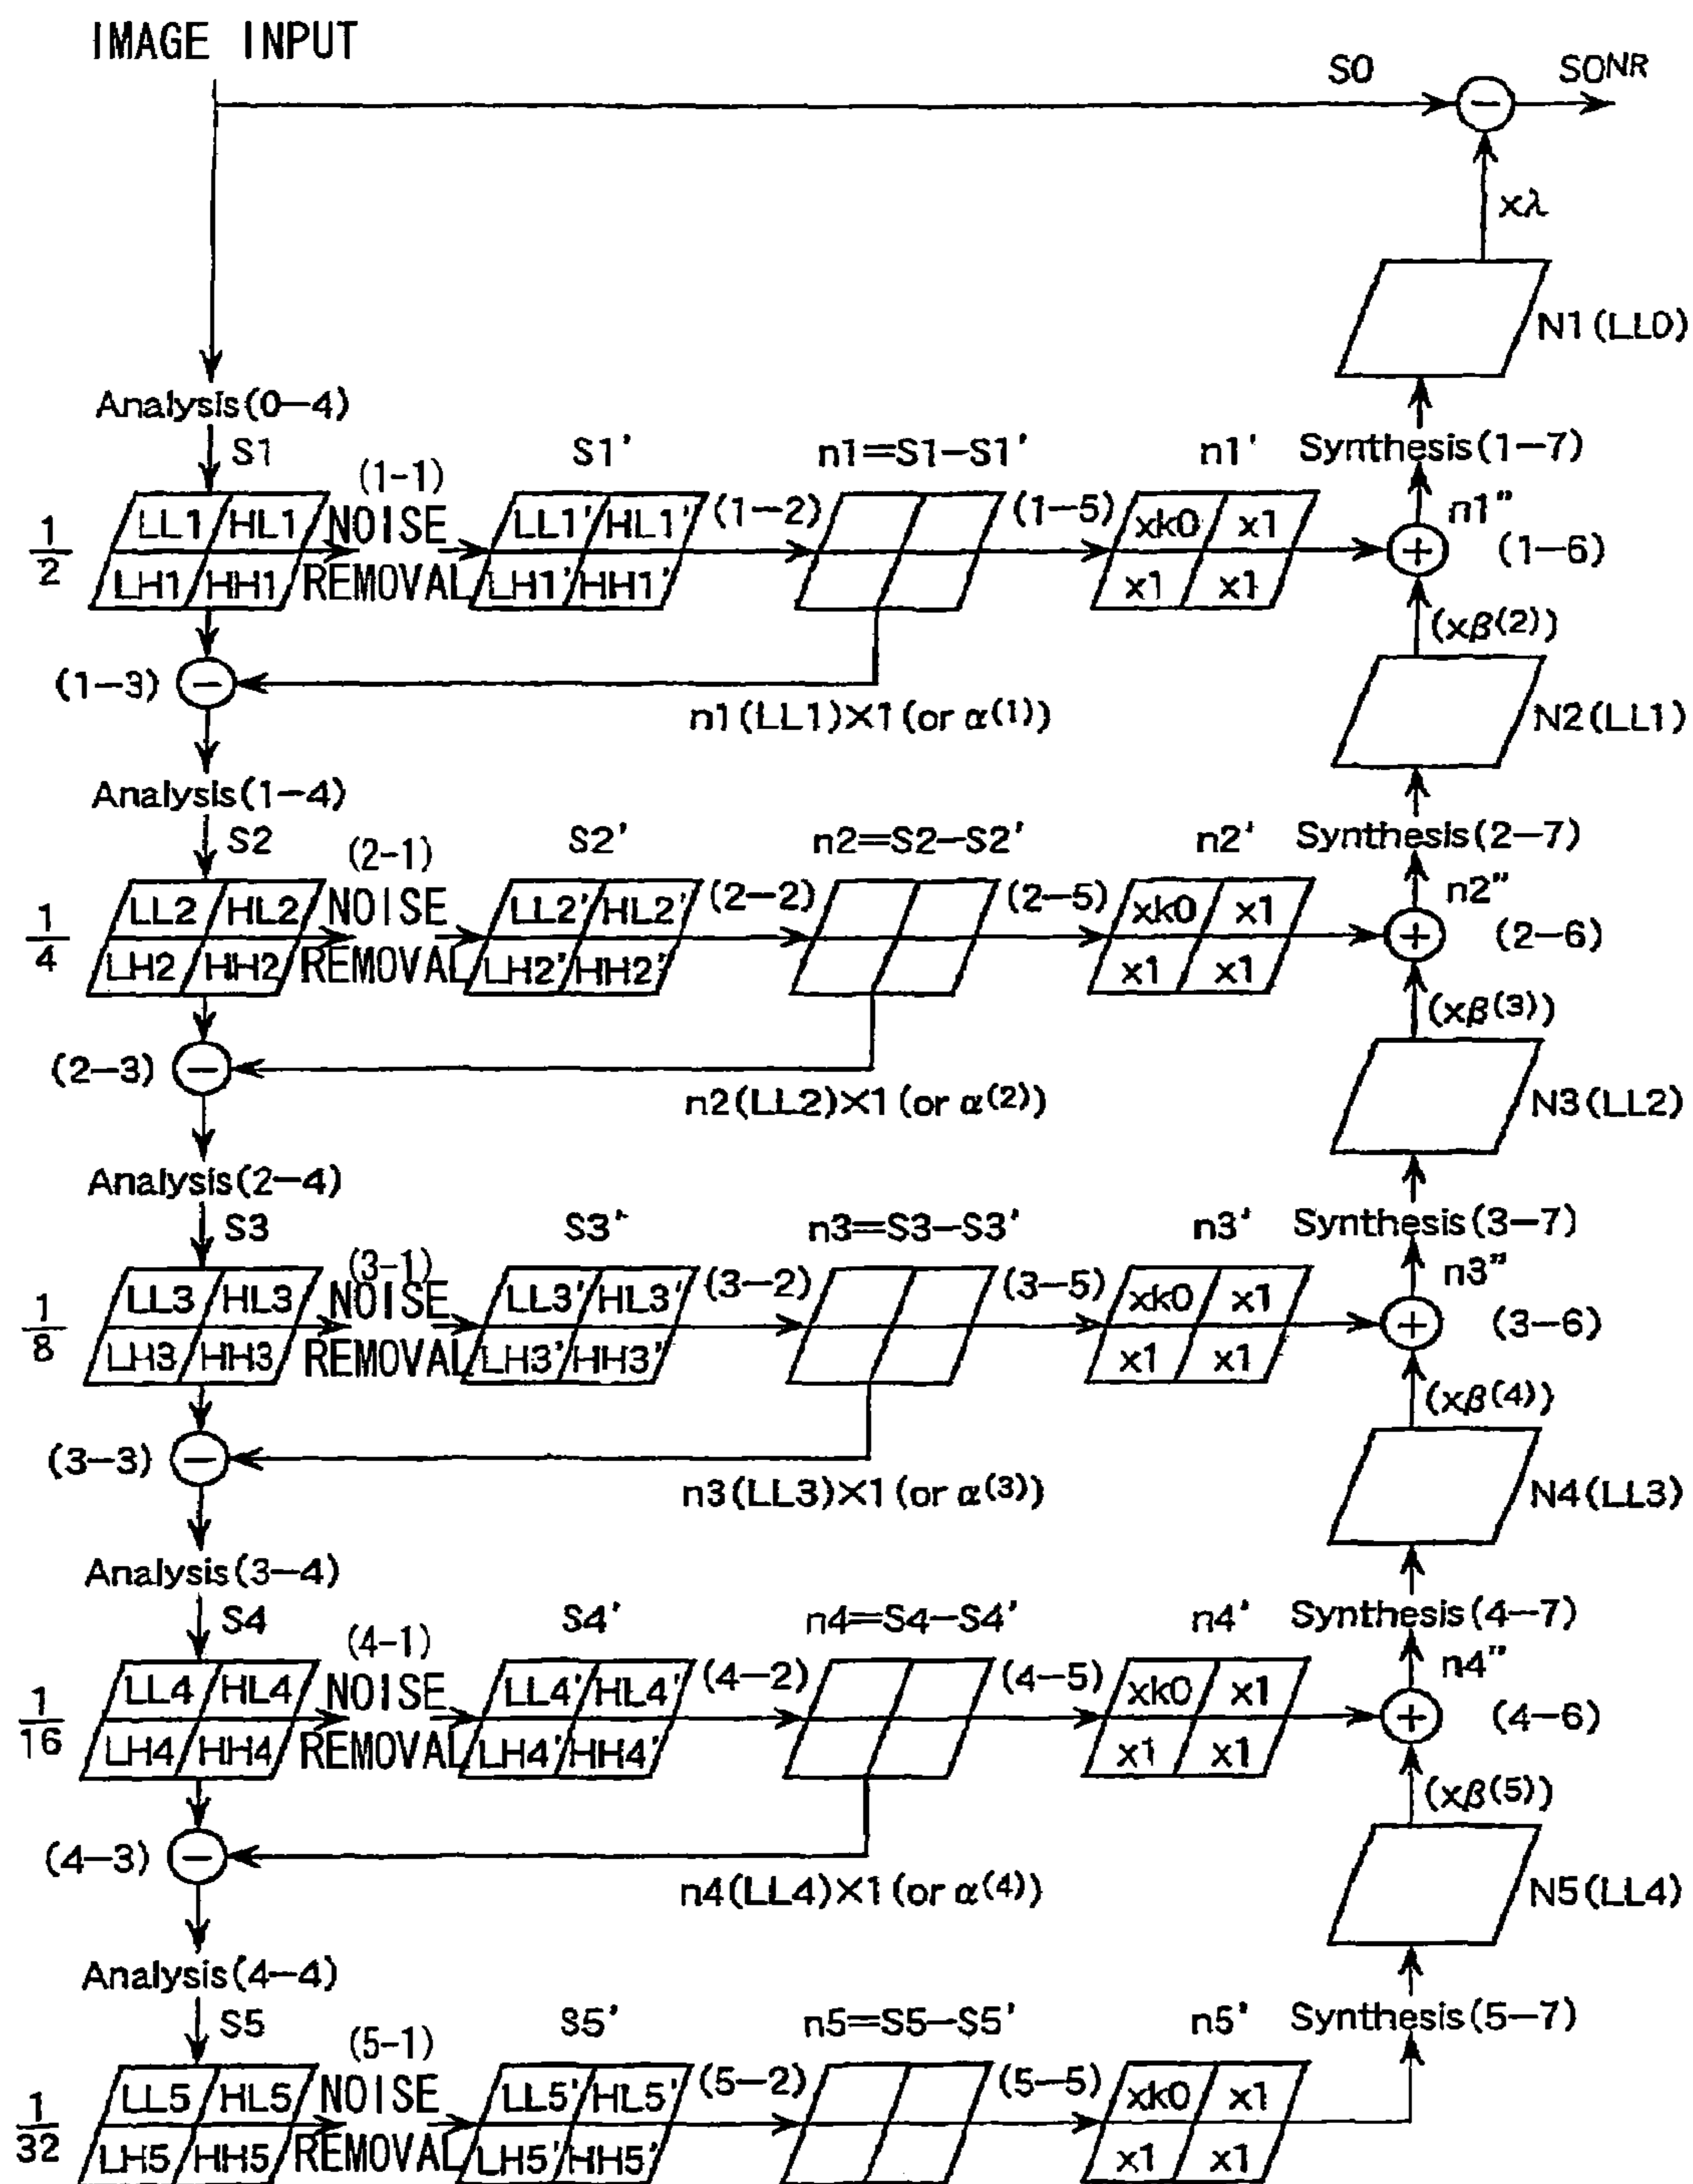 IMAGE INPUT
S0
S0NR
xλ
N1(LL0)
Analysis(0-4)
S1
(1-1)
S1'
n1=S1-S1'
n1'
Synthesis(1-7)
n1"
1/2
LL1 HL1
LH1 HH1
NOISE
REMOVAL
LL1' HL1'
LH1' HH1'
(1-2)
(1-5)
xk0 x1
x1 x1
+
(1-6)
(xβ(2))
(1-3)
−
n1(LL1)×1(or α(1))
N2(LL1)
Analysis(1-4)
S2
(2-1)
S2'
n2=S2-S2'
n2'
Synthesis(2-7)
n2"
1/4
LL2 HL2
LH2 HH2
NOISE
REMOVAL
LL2' HL2'
LH2' HH2'
(2-2)
(2-5)
xk0 x1
x1 x1
+
(2-6)
(xβ(3))
(2-3)
−
n2(LL2)×1(or α(2))
N3(LL2)
Analysis(2-4)
S3
(3-1)
S3'
n3=S3-S3'
n3'
Synthesis(3-7)
n3"
1/8
LL3 HL3
LH3 HH3
NOISE
REMOVAL
LL3' HL3'
LH3' HH3'
(3-2)
(3-5)
xk0 x1
x1 x1
+
(3-6)
(xβ(4))
(3-3)
−
n3(LL3)×1(or α(3))
N4(LL3)
Analysis(3-4)
S4
(4-1)
S4'
n4=S4-S4'
n4'
Synthesis(4-7)
n4"
1/16
LL4 HL4
LH4 HH4
NOISE
REMOVAL
LL4' HL4'
LH4' HH4'
(4-2)
(4-5)
xk0 x1
x1 x1
+
(4-6)
(xβ(5))
(4-3)
−
n4(LL4)×1(or α(4))
N5(LL4)
Analysis(4-4)
S5
(5-1)
S5'
n5=S5-S5'
n5'
Synthesis(5-7)
1/32
LL5 HL5
LH5 HH5
NOISE
REMOVAL
LL5' HL5'
LH5' HH5'
(5-2)
(5-5)
xk0 x1
x1 x1